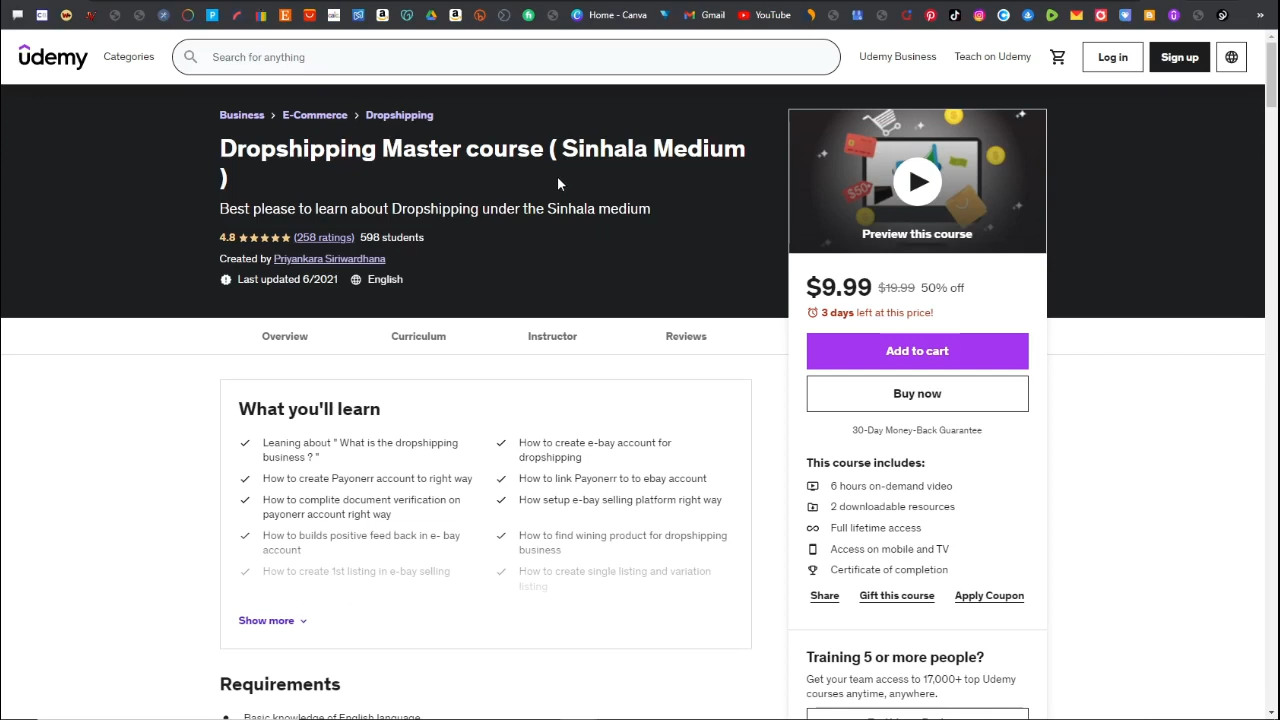 Home - Canva
Gmail
YouTube
»
ûdemy
Categories
Search for anything
Udemy Business
Teach on Udemy
Log in
Sign up
Business > E-Commerce > Dropshipping
Dropshipping Master course ( Sinhala Medium
)
Best please to learn about Dropshipping under the Sinhala medium
4.8 (258 ratings) 598 students
Created by Priyankara Siriwardhana
Last updated 6/2021 English
Preview this course
$9.99 $19.99 50% off
3 days left at this price!
Add to cart
Buy now
30-Day Money-Back Guarantee
This course includes:
6 hours on-demand video
2 downloadable resources
Full lifetime access
Access on mobile and TV
Certificate of completion
Share
Gift this course
Apply Coupon
Training 5 or more people?
Get your team access to 17,000+ top Udemy
courses anytime, anywhere.
Overview
Curriculum
Instructor
Reviews
What you'll learn
Leaning about " What is the dropshipping
business ? "
How to create e-bay account for
dropshipping
How to create Payonerr account to right way
How to link Payonerr to to ebay account
How to complite document verification on
payonerr account right way
How setup e-bay selling platform right way
How to builds positive feed back in e- bay
account
How to find wining product for dropshipping
business
How to create 1st listing in e-bay selling
How to create single listing and variation
listing
Show more
Requirements
Basic knowledge of English language